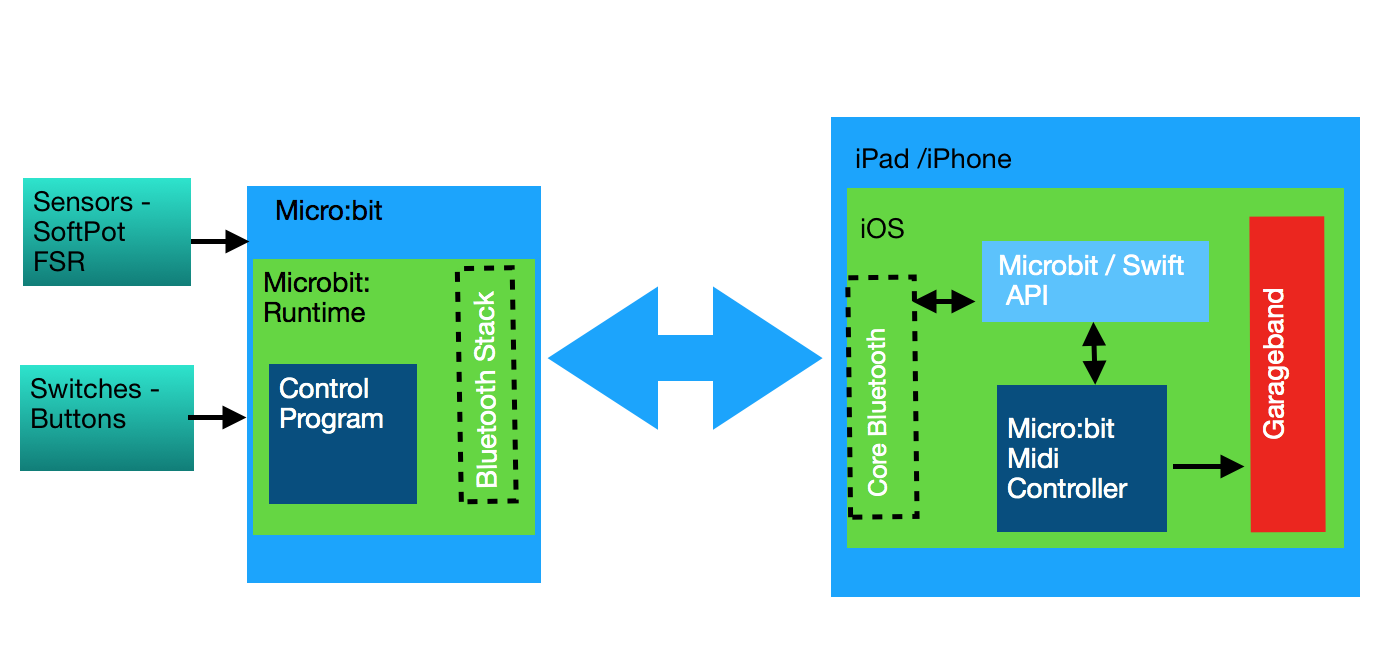 Sensors -
SoftPot
FSR
Switches -
Buttons
Micro:bit
Microbit:
Runtime
Control
Program
Bluetooth Stack
iPad /iPhone
iOS
Core Bluetooth
Microbit / Swift
API
Micro:bit
Midi
Controller
Garageband